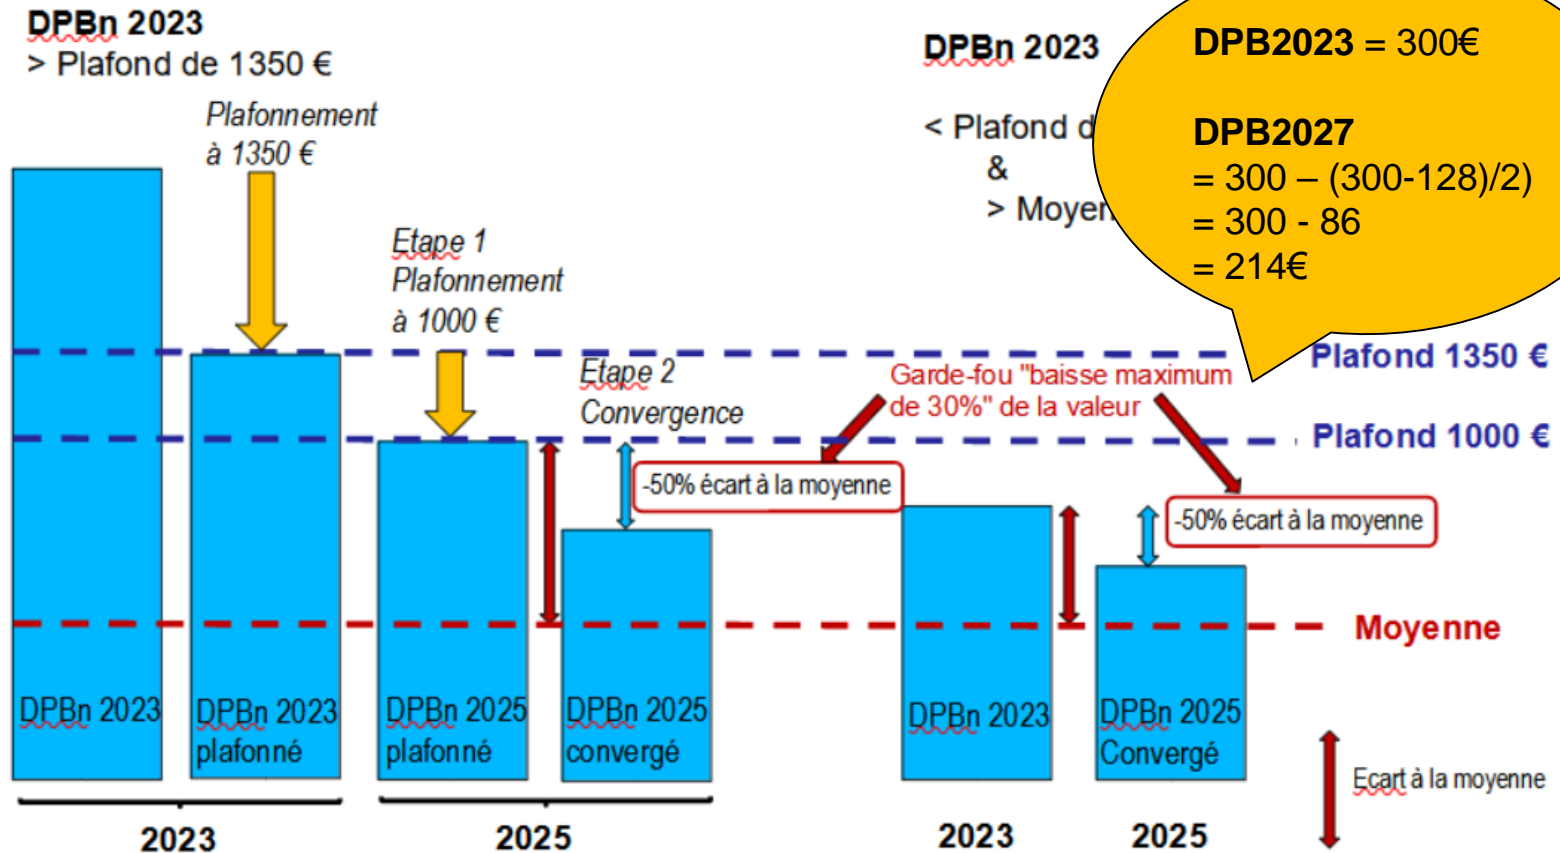 DPBn 2023
> Plafond de 1350 €
Plafonnement
à 1350 €
Etape 1
Plafonnement
à 1000 €
Etape 2
Convergence
DPBn 2023
< Plafond d
&
> Moyen
DPB2023 = 300€
DPB2027
= 300 – (300-128)/2)
= 300 - 86
= 214€
Plafond 1350 €
Garde-fou "baisse maximum
de 30%" de la valeur
Plafond 1000 €
-50% écart à la moyenne
-50% écart à la moyenne
Moyenne
DPBn 2023
DPBn 2023
plafonné
DPBn 2025
plafonné
DPBn 2025
convergé
DPBn 2023
DPBn 2025
Convergé
Ecart à la moyenne
2023
2025
2023
2025